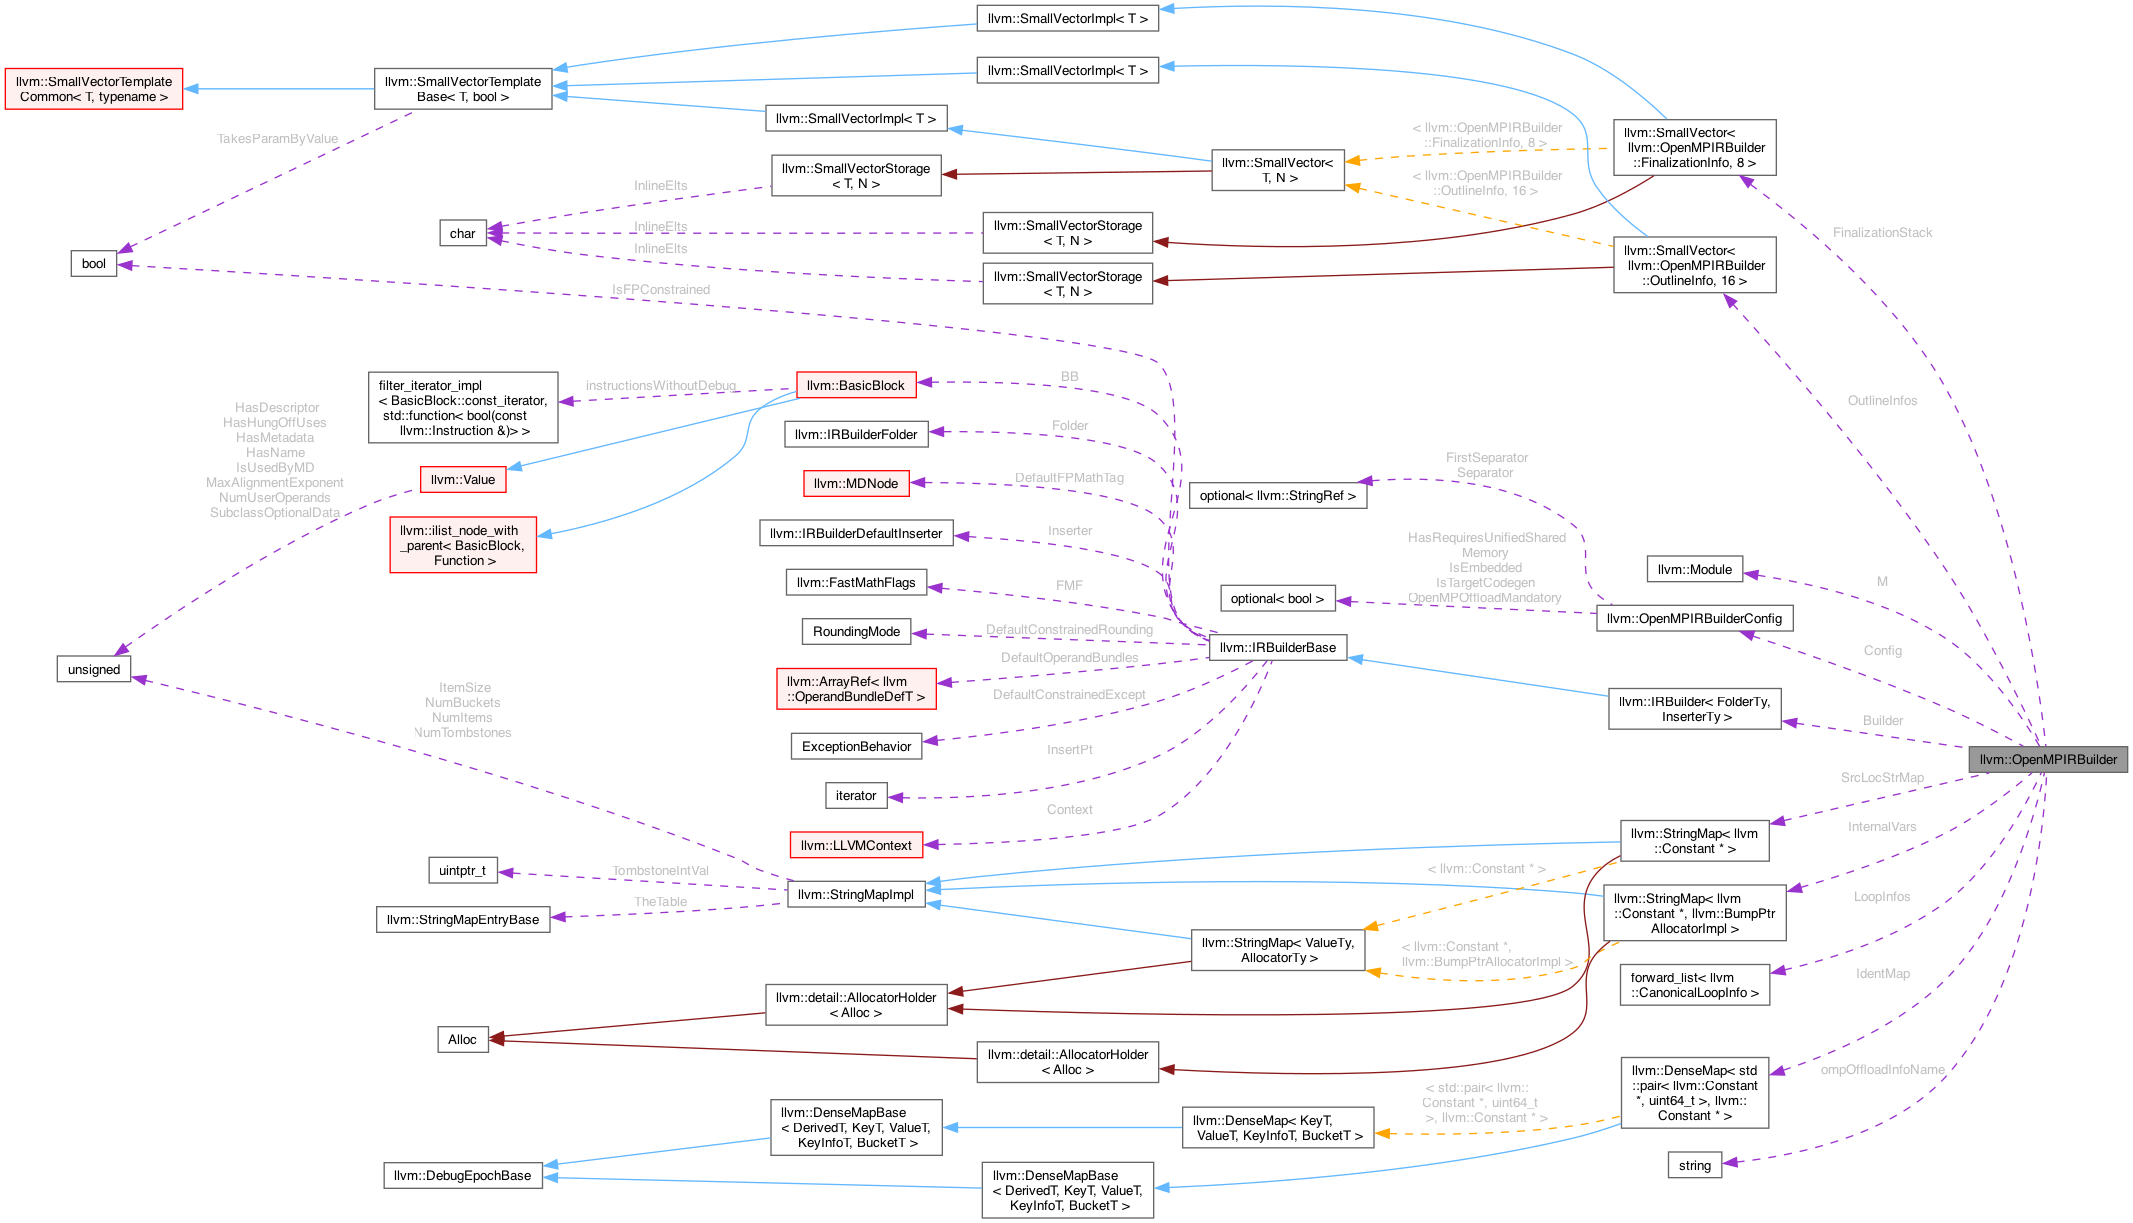 llvm::SmallVectorImpl< T >
llvm::SmallVectorTemplate
Common< T, typename >
llvm::SmallVectorTemplate
Base< T, bool >
llvm::SmallVectorImpl< T >
llvm::SmallVectorImpl< T >
TakesParamByValue
< llvm::OpenMPIRBuilder
::FinalizationInfo, 8 >
llvm::SmallVector<
llvm::OpenMPIRBuilder
::FinalizationInfo, 8 >
llvm::SmallVectorStorage
< T, N >
llvm::SmallVector<
T, N >
InlineElts
< llvm::OpenMPIRBuilder
::OutlineInfo, 16 >
char
InlineElts
llvm::SmallVectorStorage
< T, N >
FinalizationStack
InlineElts
llvm::SmallVector<
llvm::OpenMPIRBuilder
::OutlineInfo, 16 >
bool
llvm::SmallVectorStorage
< T, N >
IsFPConstrained
filter_iterator_impl
< BasicBlock::const_iterator,
std::function< bool(const
llvm::Instruction &)> >
instructionsWithoutDebug
llvm::BasicBlock
BB
OutlineInfos
HasDescriptor
HasHungOffUses
HasMetadata
HasName
IsUsedByMD
MaxAlignmentExponent
NumUserOperands
SubclassOptionalData
llvm::IRBuilderFolder
Folder
llvm::Value
llvm::MDNode
DefaultFPMathTag
FirstSeparator
Separator
optional< llvm::StringRef >
llvm::ilist_node_with
_parent< BasicBlock,
Function >
llvm::IRBuilderDefaultInserter
Inserter
HasRequiresUnifiedShared
Memory
IsEmbedded
IsTargetCodegen
OpenMPOffloadMandatory
llvm::Module
M
llvm::FastMathFlags
FMF
optional< bool >
llvm::OpenMPIRBuilderConfig
RoundingMode
DefaultConstrainedRounding
llvm::IRBuilderBase
Config
unsigned
DefaultOperandBundles
llvm::ArrayRef< llvm
::OperandBundleDefT >
DefaultConstrainedExcept
llvm::IRBuilder< FolderTy,
InserterTy >
Builder
ItemSize
NumBuckets
NumItems
NumTombstones
ExceptionBehavior
InsertPt
llvm::OpenMPIRBuilder
iterator
Context
SrcLocStrMap
llvm::LLVMContext
llvm::StringMap< llvm
::Constant * >
InternalVars
uintptr_t
TombstoneIntVal
< llvm::Constant * >
llvm::StringMapImpl
llvm::StringMapEntryBase
TheTable
llvm::StringMap< llvm
::Constant *, llvm::BumpPtr
AllocatorImpl >
LoopInfos
llvm::StringMap< ValueTy,
AllocatorTy >
< llvm::Constant *,
llvm::BumpPtrAllocatorImpl >
forward_list< llvm
::CanonicalLoopInfo >
IdentMap
llvm::detail::AllocatorHolder
< Alloc >
Alloc
llvm::detail::AllocatorHolder
< Alloc >
llvm::DenseMap< std
::pair< llvm::Constant
*, uint64_t >, llvm::
Constant * >
ompOffloadInfoName
< std::pair< llvm::
Constant *, uint64_t
>, llvm::Constant * >
llvm::DenseMapBase
< DerivedT, KeyT, ValueT,
KeyInfoT, BucketT >
llvm::DenseMap< KeyT,
ValueT, KeyInfoT, BucketT >
llvm::DebugEpochBase
llvm::DenseMapBase
< DerivedT, KeyT, ValueT,
KeyInfoT, BucketT >
string